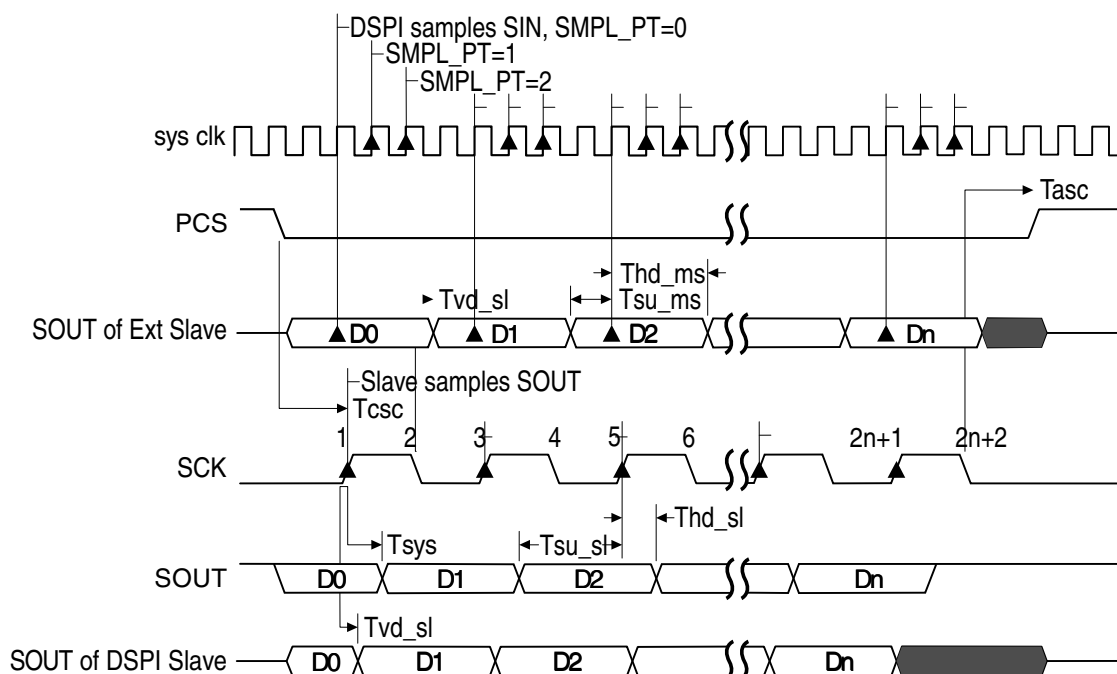 DSPI samples SIN, SMPL_PT=0
SMPL_PT=1
SMPL_PT=2
sys clk
Tasc
PCS
Thd_ms
Tvd_sl
Tsu_ms
SOUT of Ext Slave
D0
D1
D2
Dn
Slave samples SOUT
Tcsc
1
2
3
4
5
6
2n+1
2n+2
SCK
Thd_sl
Tsys
Tsu_sl
SOUT
D0
D1
D2
Dn
Tvd_sl
SOUT of DSPI Slave
D0
D1
D2
Dn